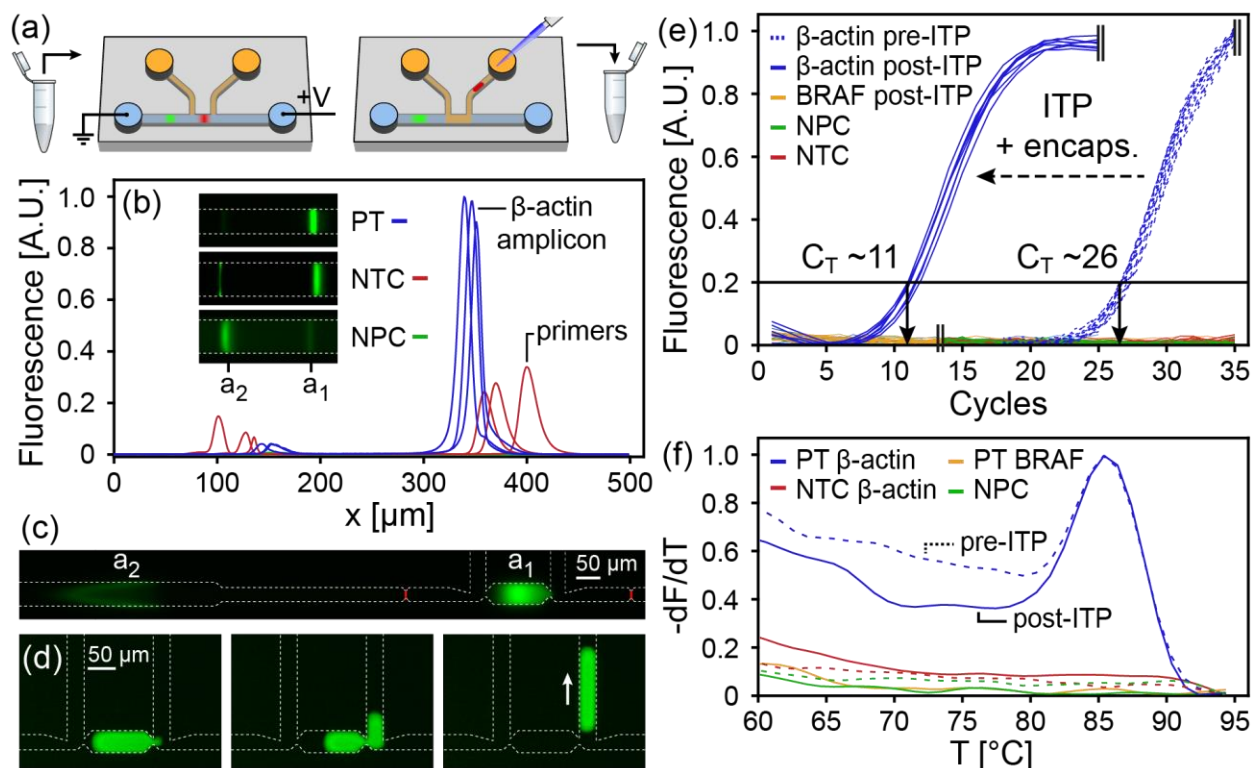 (a)
+V
(b)
Fluorescence [A.U.]
1.0
0.8
0.6
0.4
0.2
0
PT
NTC
NPC
a₂
a₁
β-actin
amplicon
primers
0
100
200
300
400
500
x [µm]
(c)
a₂
a₁
50 µm
(d)
50 µm
(e)
Fluorescence [A.U.]
1.0
0.8
0.6
0.4
0.2
0
β-actin pre-ITP
β-actin post-ITP
BRAF post-ITP
NPC
NTC
ITP
+ encaps.
C_T ~11
C_T ~26
0
5
10
15
20
25
30
35
Cycles
(f)
-dF/dT
1.0
0.8
0.6
0.4
0.2
0
PT β-actin
PT BRAF
NTC β-actin
NPC
pre-ITP
post-ITP
60
65
70
75
80
85
90
95
T [°C]